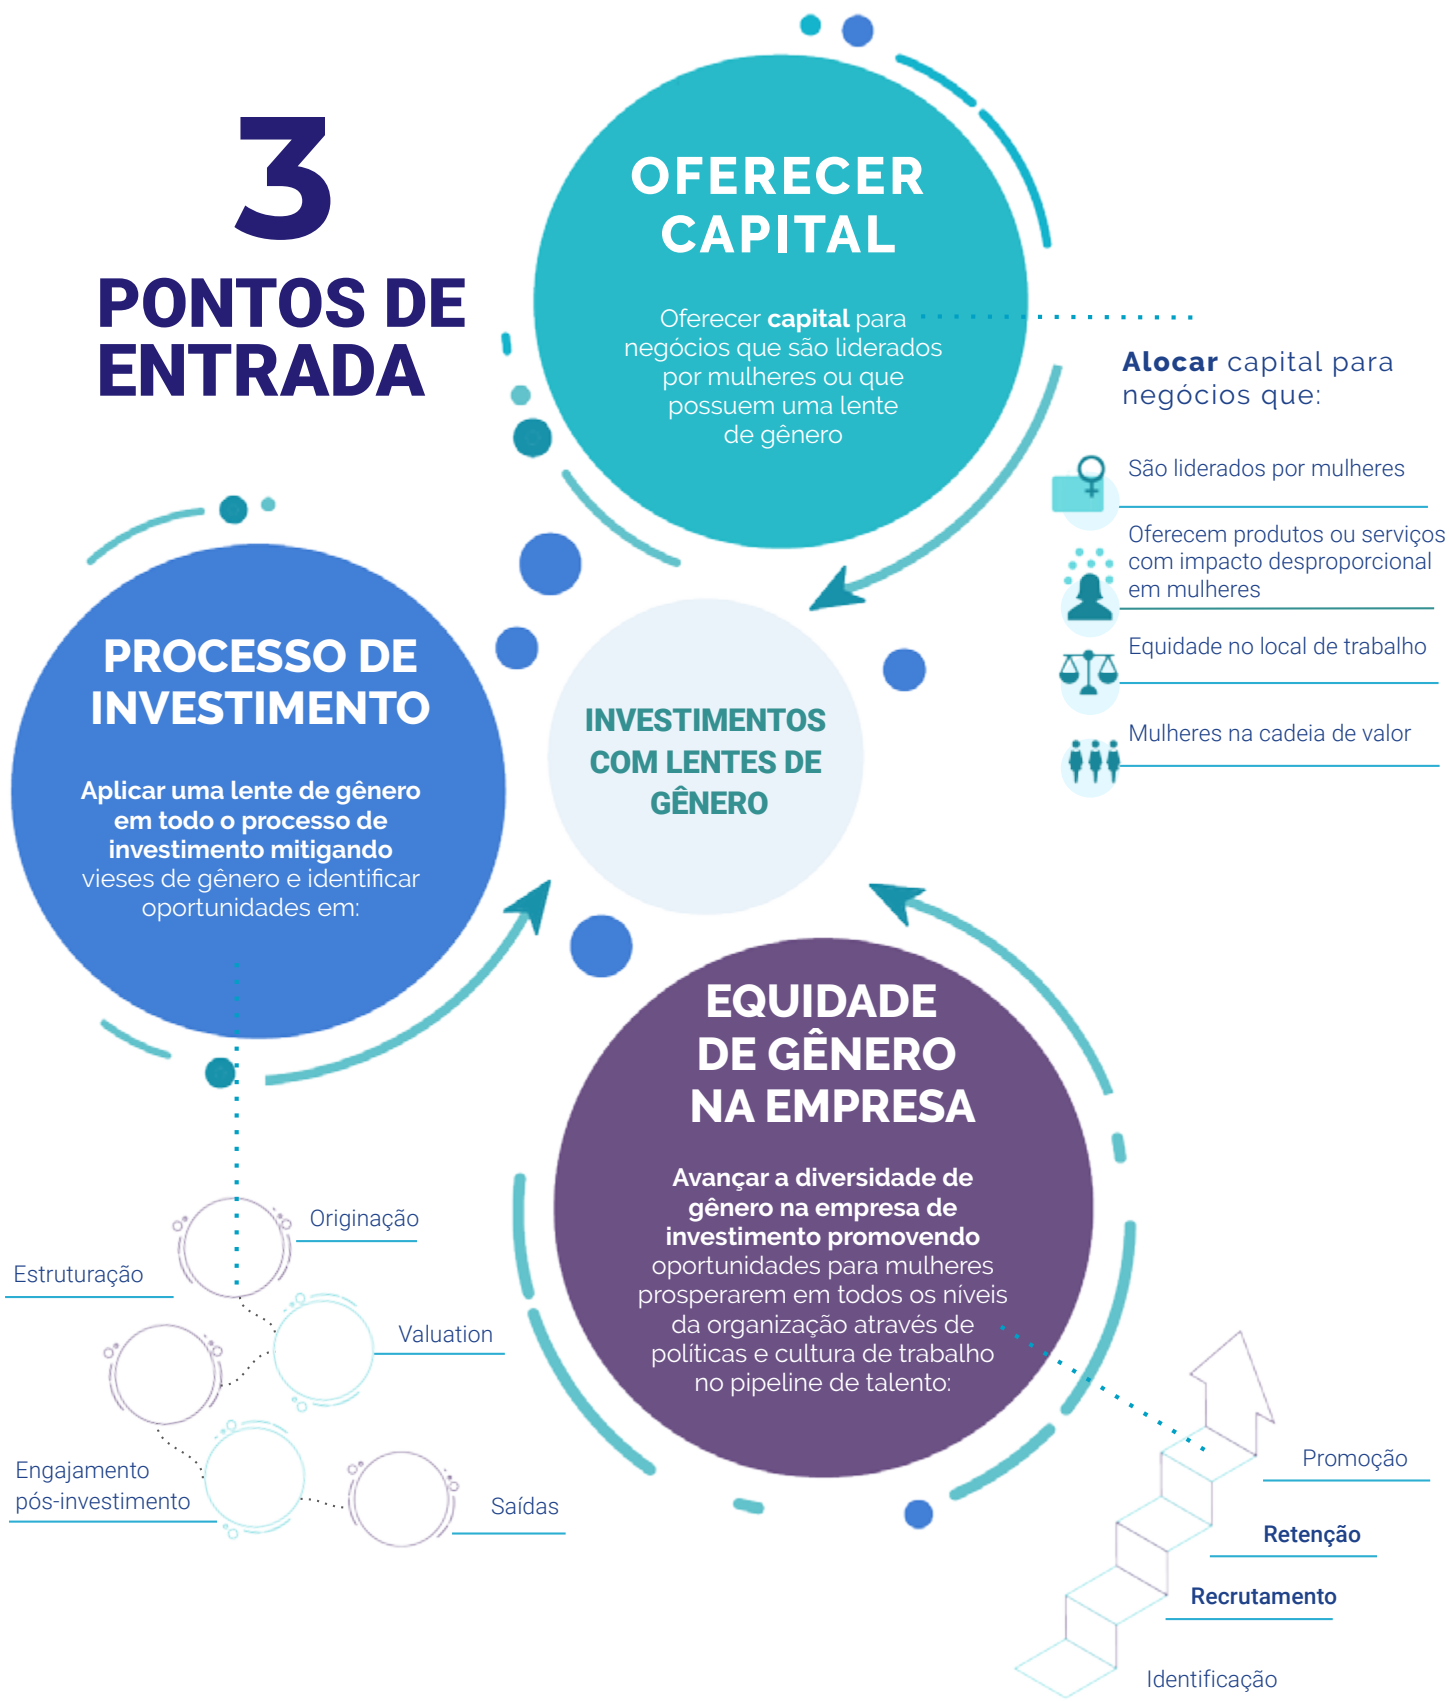 3
PONTOS DE
ENTRADA
OFERECER
CAPITAL
Oferecer capital para
negócios que são liderados
por mulheres ou que
possuem uma lente
de gênero
Alocar capital para
negócios que:
São liderados por mulheres
Oferecem produtos ou serviços
com impacto desproporcional
em mulheres
Equidade no local de trabalho
Mulheres na cadeia de valor
PROCESSO DE
INVESTIMENTO
Aplicar uma lente de gênero
em todo o processo de
investimento mitigando
vieses de gênero e identificar
oportunidades em:
INVESTIMENTOS
COM LENTES DE
GÊNERO
EQUIDADE
DE GÊNERO
NA EMPRESA
Avançar a diversidade de
gênero na empresa de
investimento promovendo
oportunidades para mulheres
prosperarem em todos os níveis
da organização através de
políticas e cultura de trabalho
no pipeline de talento:
Originação
Estruturação
Valuation
Engajamento
pós-investimento
Saídas
Promoção
Retenção
Recrutamento
Identificação